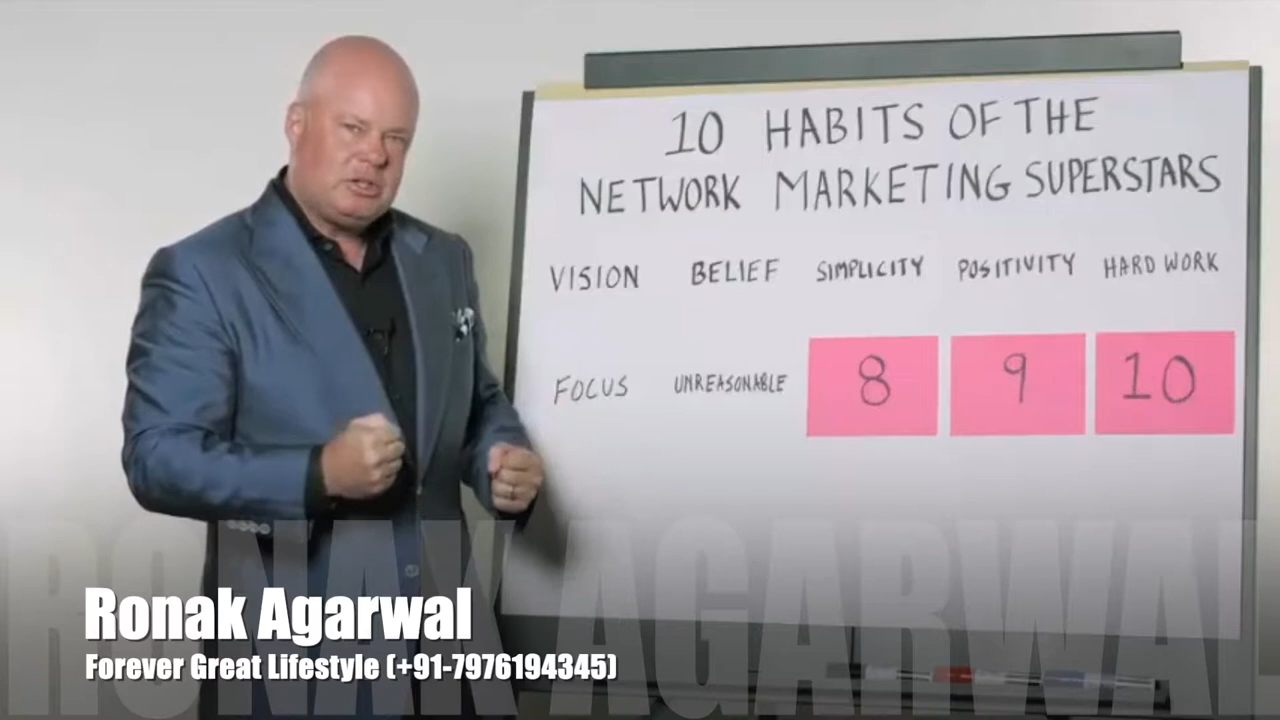 10 HABITS OF THE
NETWORK MARKETING SUPERSTARS
VISION BELIEF SIMPLICITY POSITIVITY HARD WORK
FOCUS UNREASONABLE 8 9 10
RONAK AGARWAL
Ronak Agarwal
Forever Great Lifestyle (+91-7976194345)